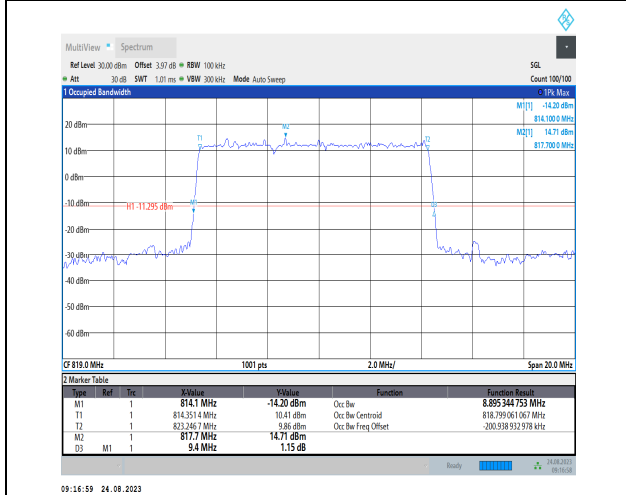 MultiView Spectrum
Ref Level 30.00 dBm Offset 3.97 dB RBW 100 kHz SGL
Att 30 dB SWT 1.01 ms VBW 300 kHz Mode Auto Sweep Count 100/100
1 Occupied Bandwidth 1Pk Max
M1[1] -14.20 dBm
814.1000 MHz
M2[1] 14.71 dBm
817.7000 MHz
20 dBm
M2
T1 T2
10 dBm
0 dBm
-10 dBm
H1 -11.295 dBm M1 D3
-20 dBm
-30 dBm
-40 dBm
-50 dBm
-60 dBm
CF 819.0 MHz 1001 pts 2.0 MHz/ Span 20.0 MHz
2 Marker Table
Type Ref Trc X-Value Y-Value Function Function Result
M1 1 814.1 MHz -14.20 dBm Occ Bw 8.895 344 753 MHz
T1 1 814.351 4 MHz 10.41 dBm Occ Bw Centroid 818.799 061 067 MHz
T2 1 823.246 7 MHz 9.86 dBm Occ Bw Freq Offset -200.938 932 978 kHz
M2 1 817.7 MHz 14.71 dBm
D3 M1 1 9.4 MHz 1.15 dB
Ready 24.08.2023
09:16:58
09:16:59 24.08.2023